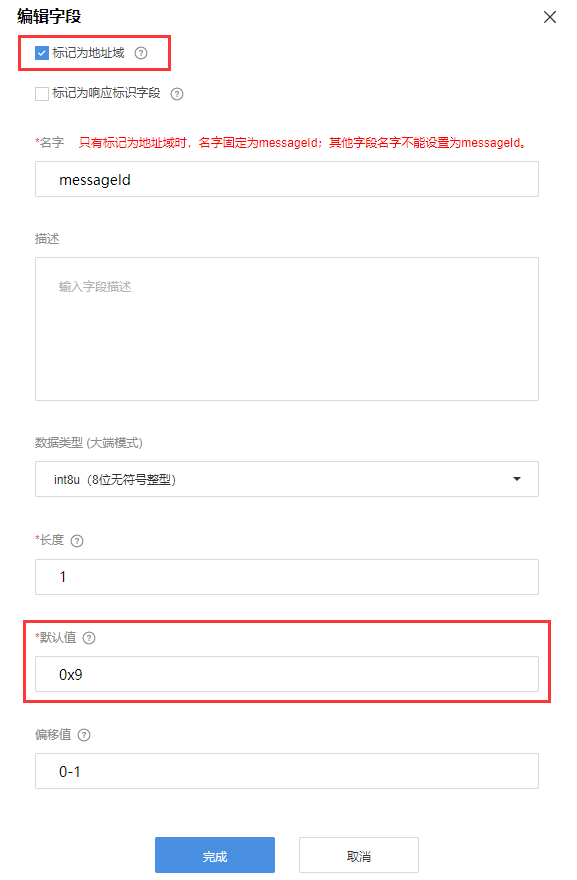 编辑字段
标记为地址域 ?
标记为响应标识字段 ?
*名字 只有标记为地址域时，名字固定为messageId；其他字段名字不能设置为messageId。
messageId
描述
输入字段描述
数据类型 (大端模式)
int8u（8位无符号整型）
*长度 ?
1
*默认值 ?
0x9
偏移值 ?
0-1
完成 取消